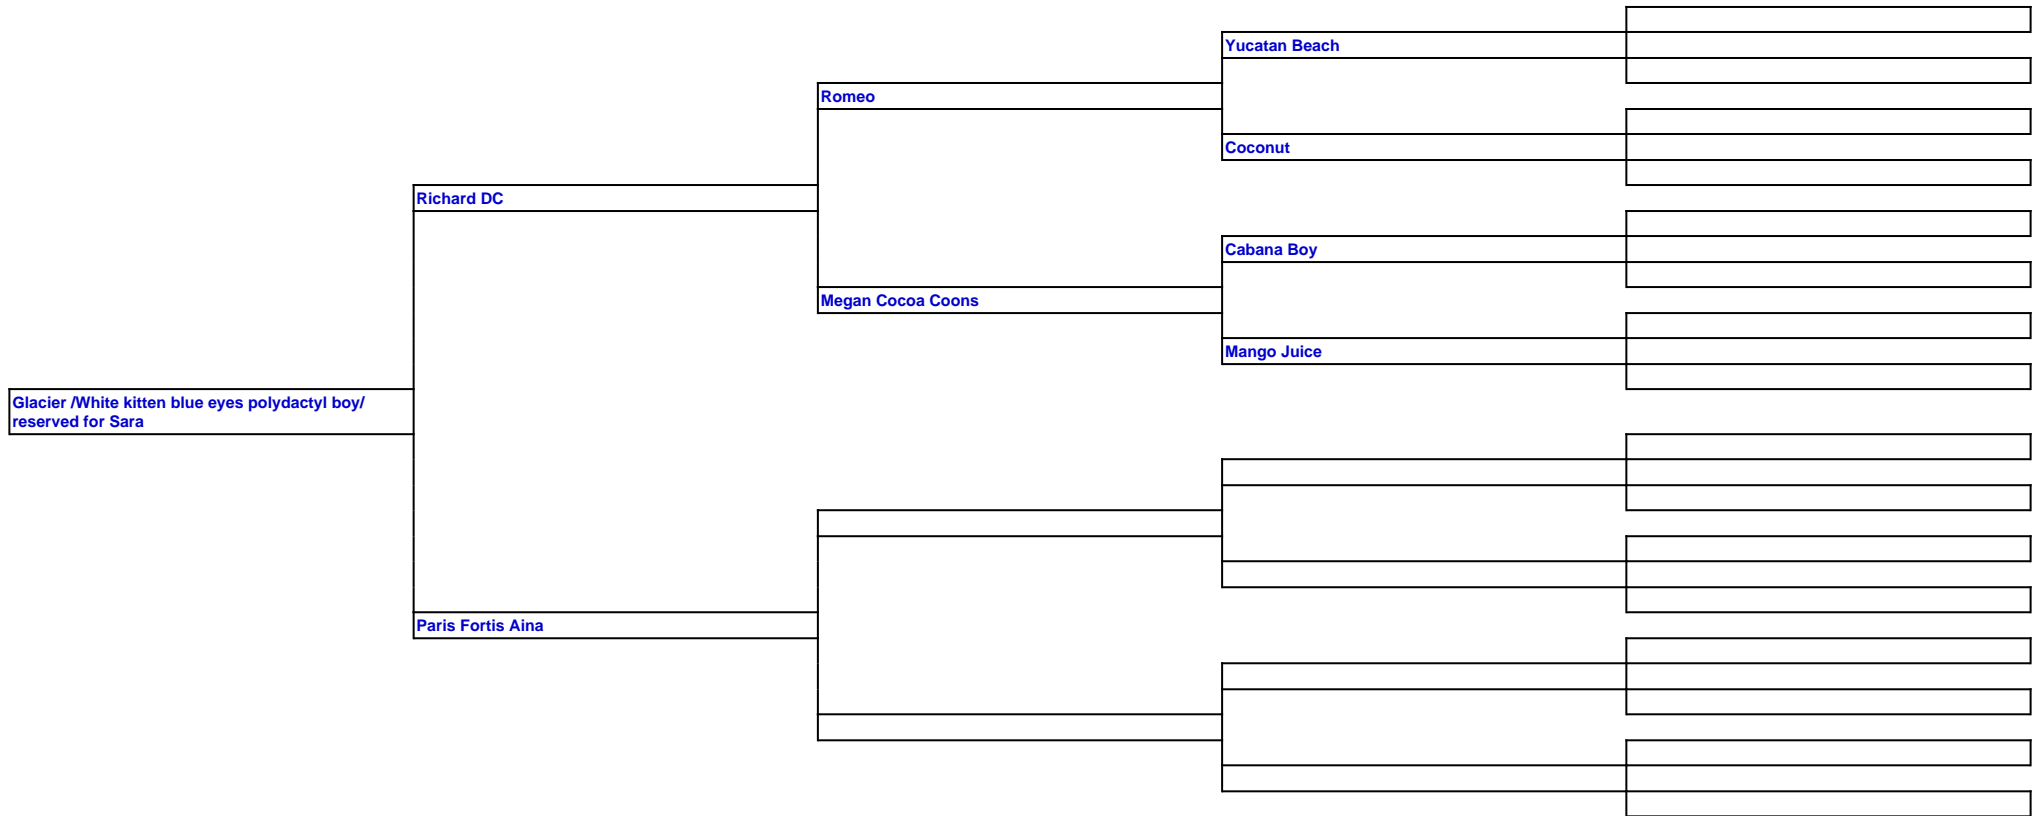 Yucatan Beach
Romeo
Coconut
Richard DC
Cabana Boy
Megan Cocoa Coons
Mango Juice
Glacier /White kitten blue eyes polydactyl boy/
reserved for Sara
Paris Fortis Aina